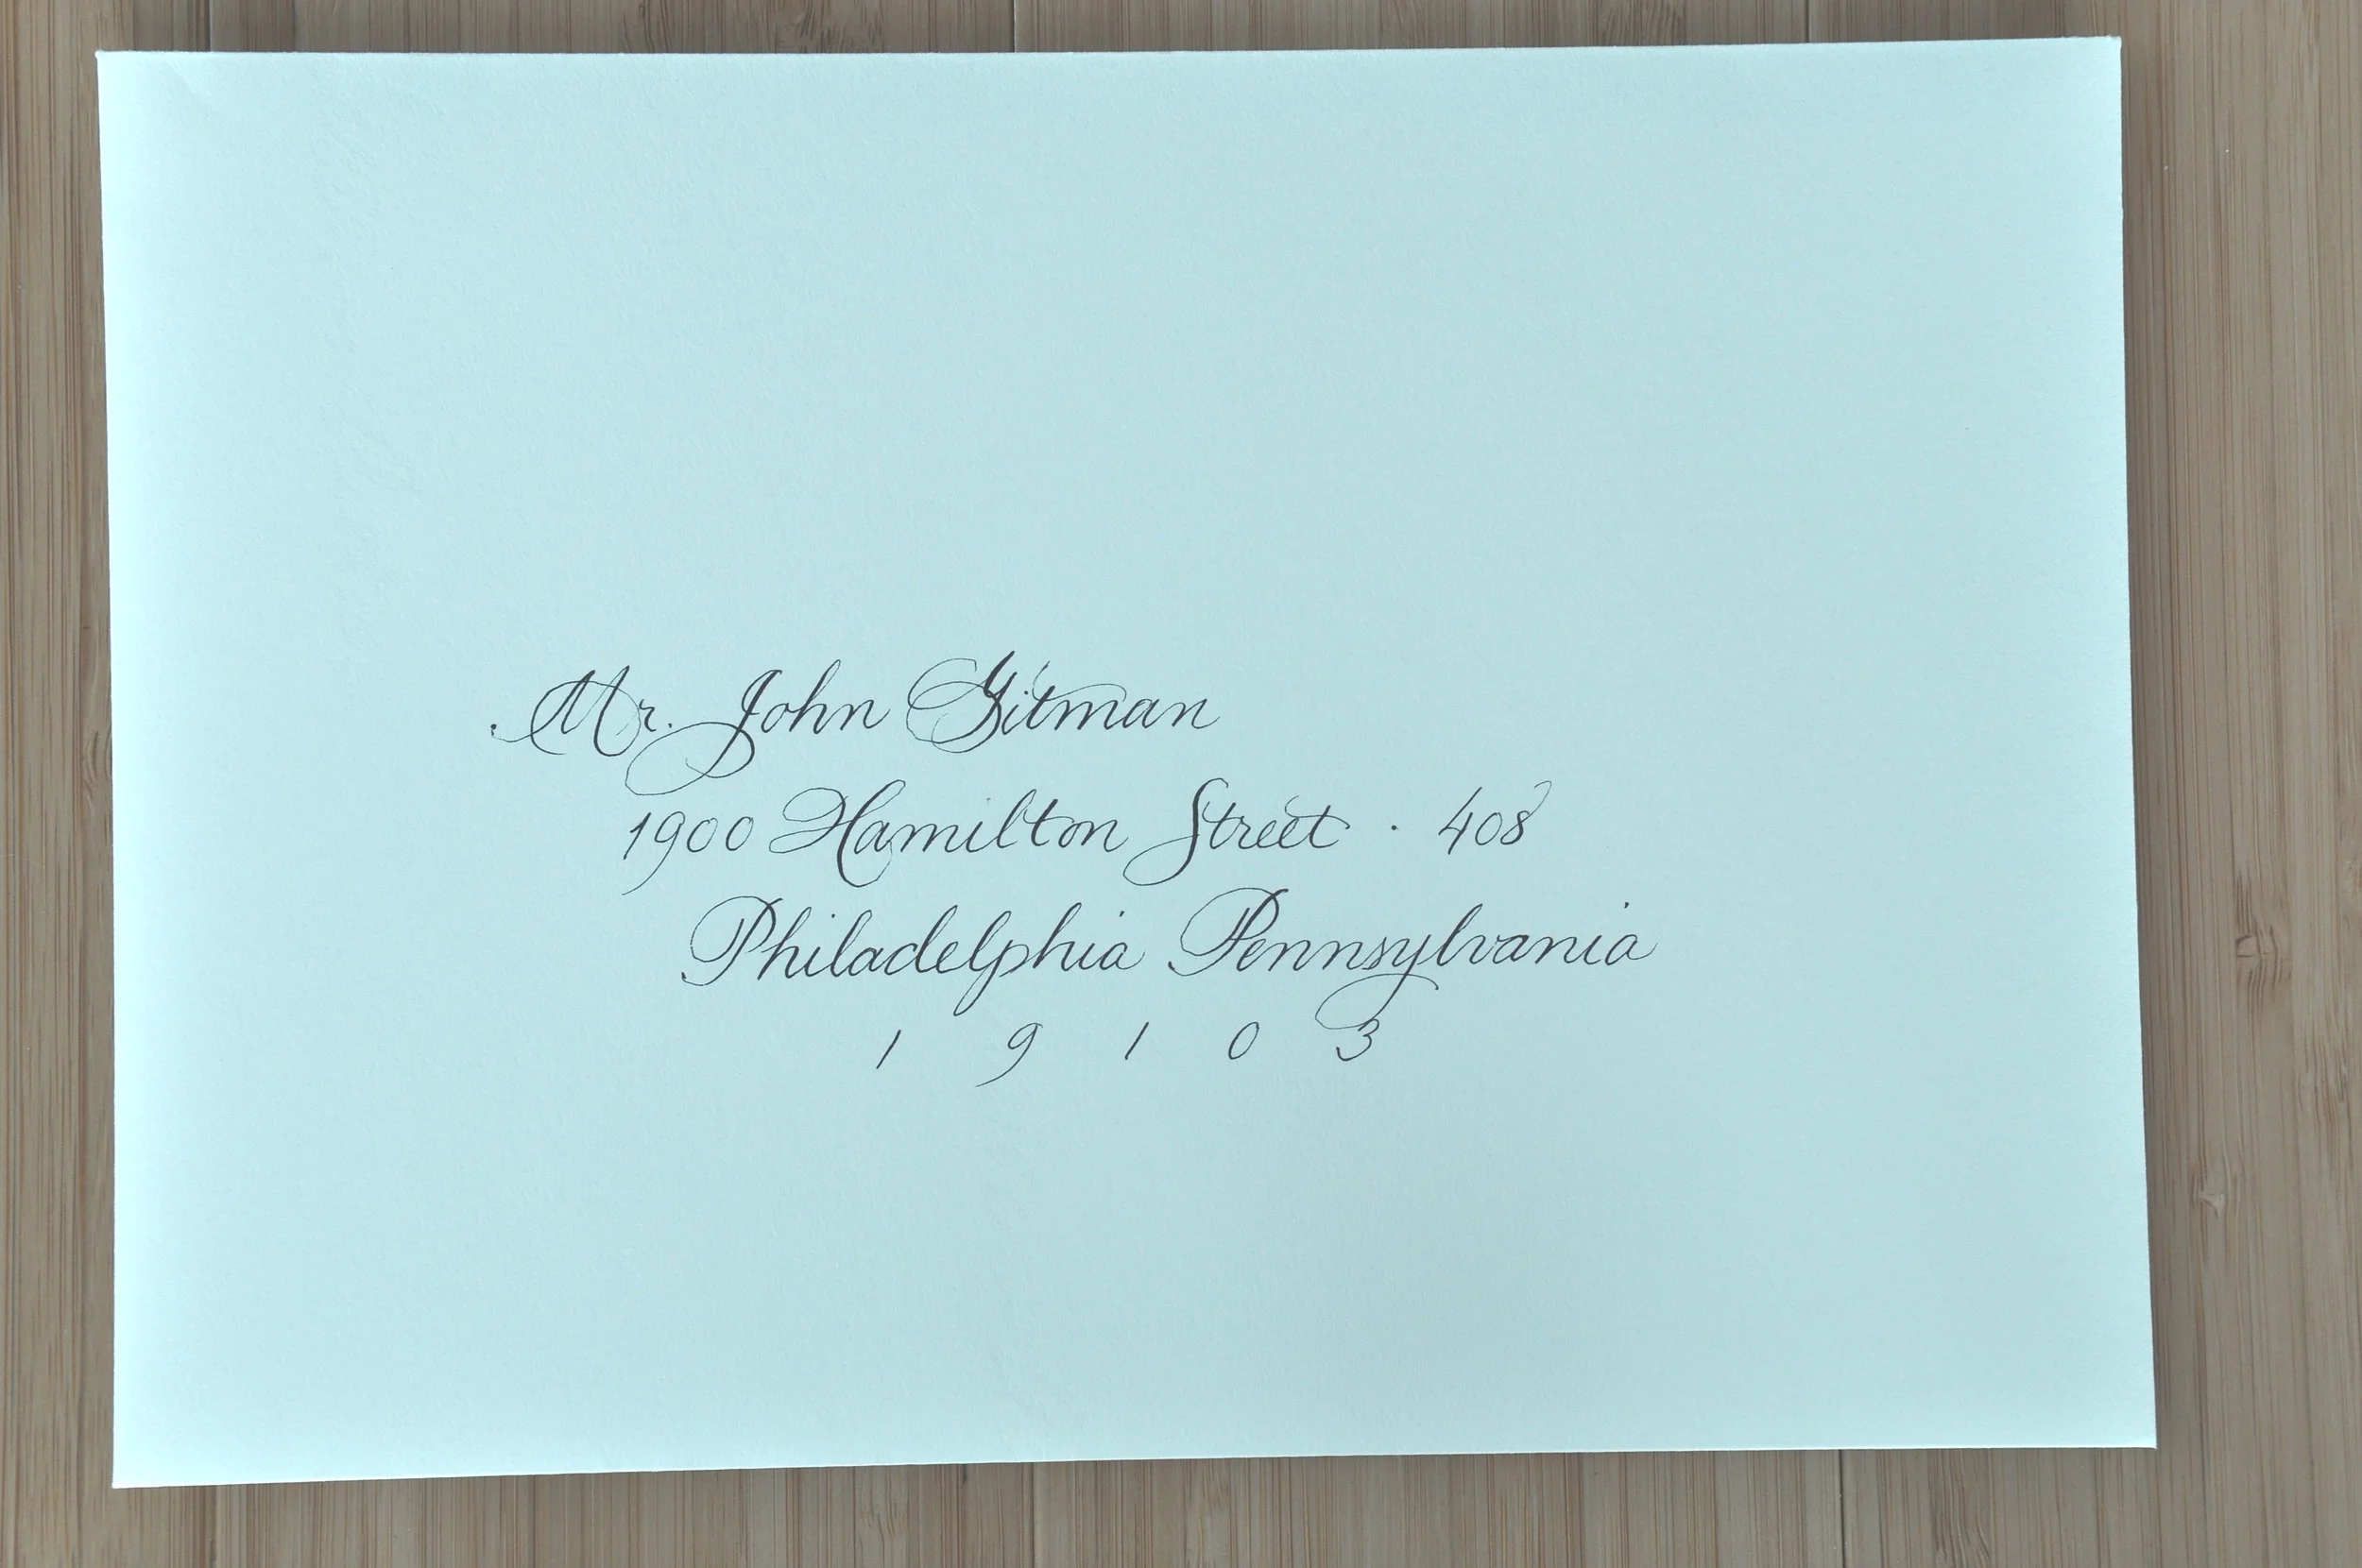 Mr. John Gitman
1900 Hamilton Street · 408
Philadelphia Pennsylvania
1 9 1 0 3